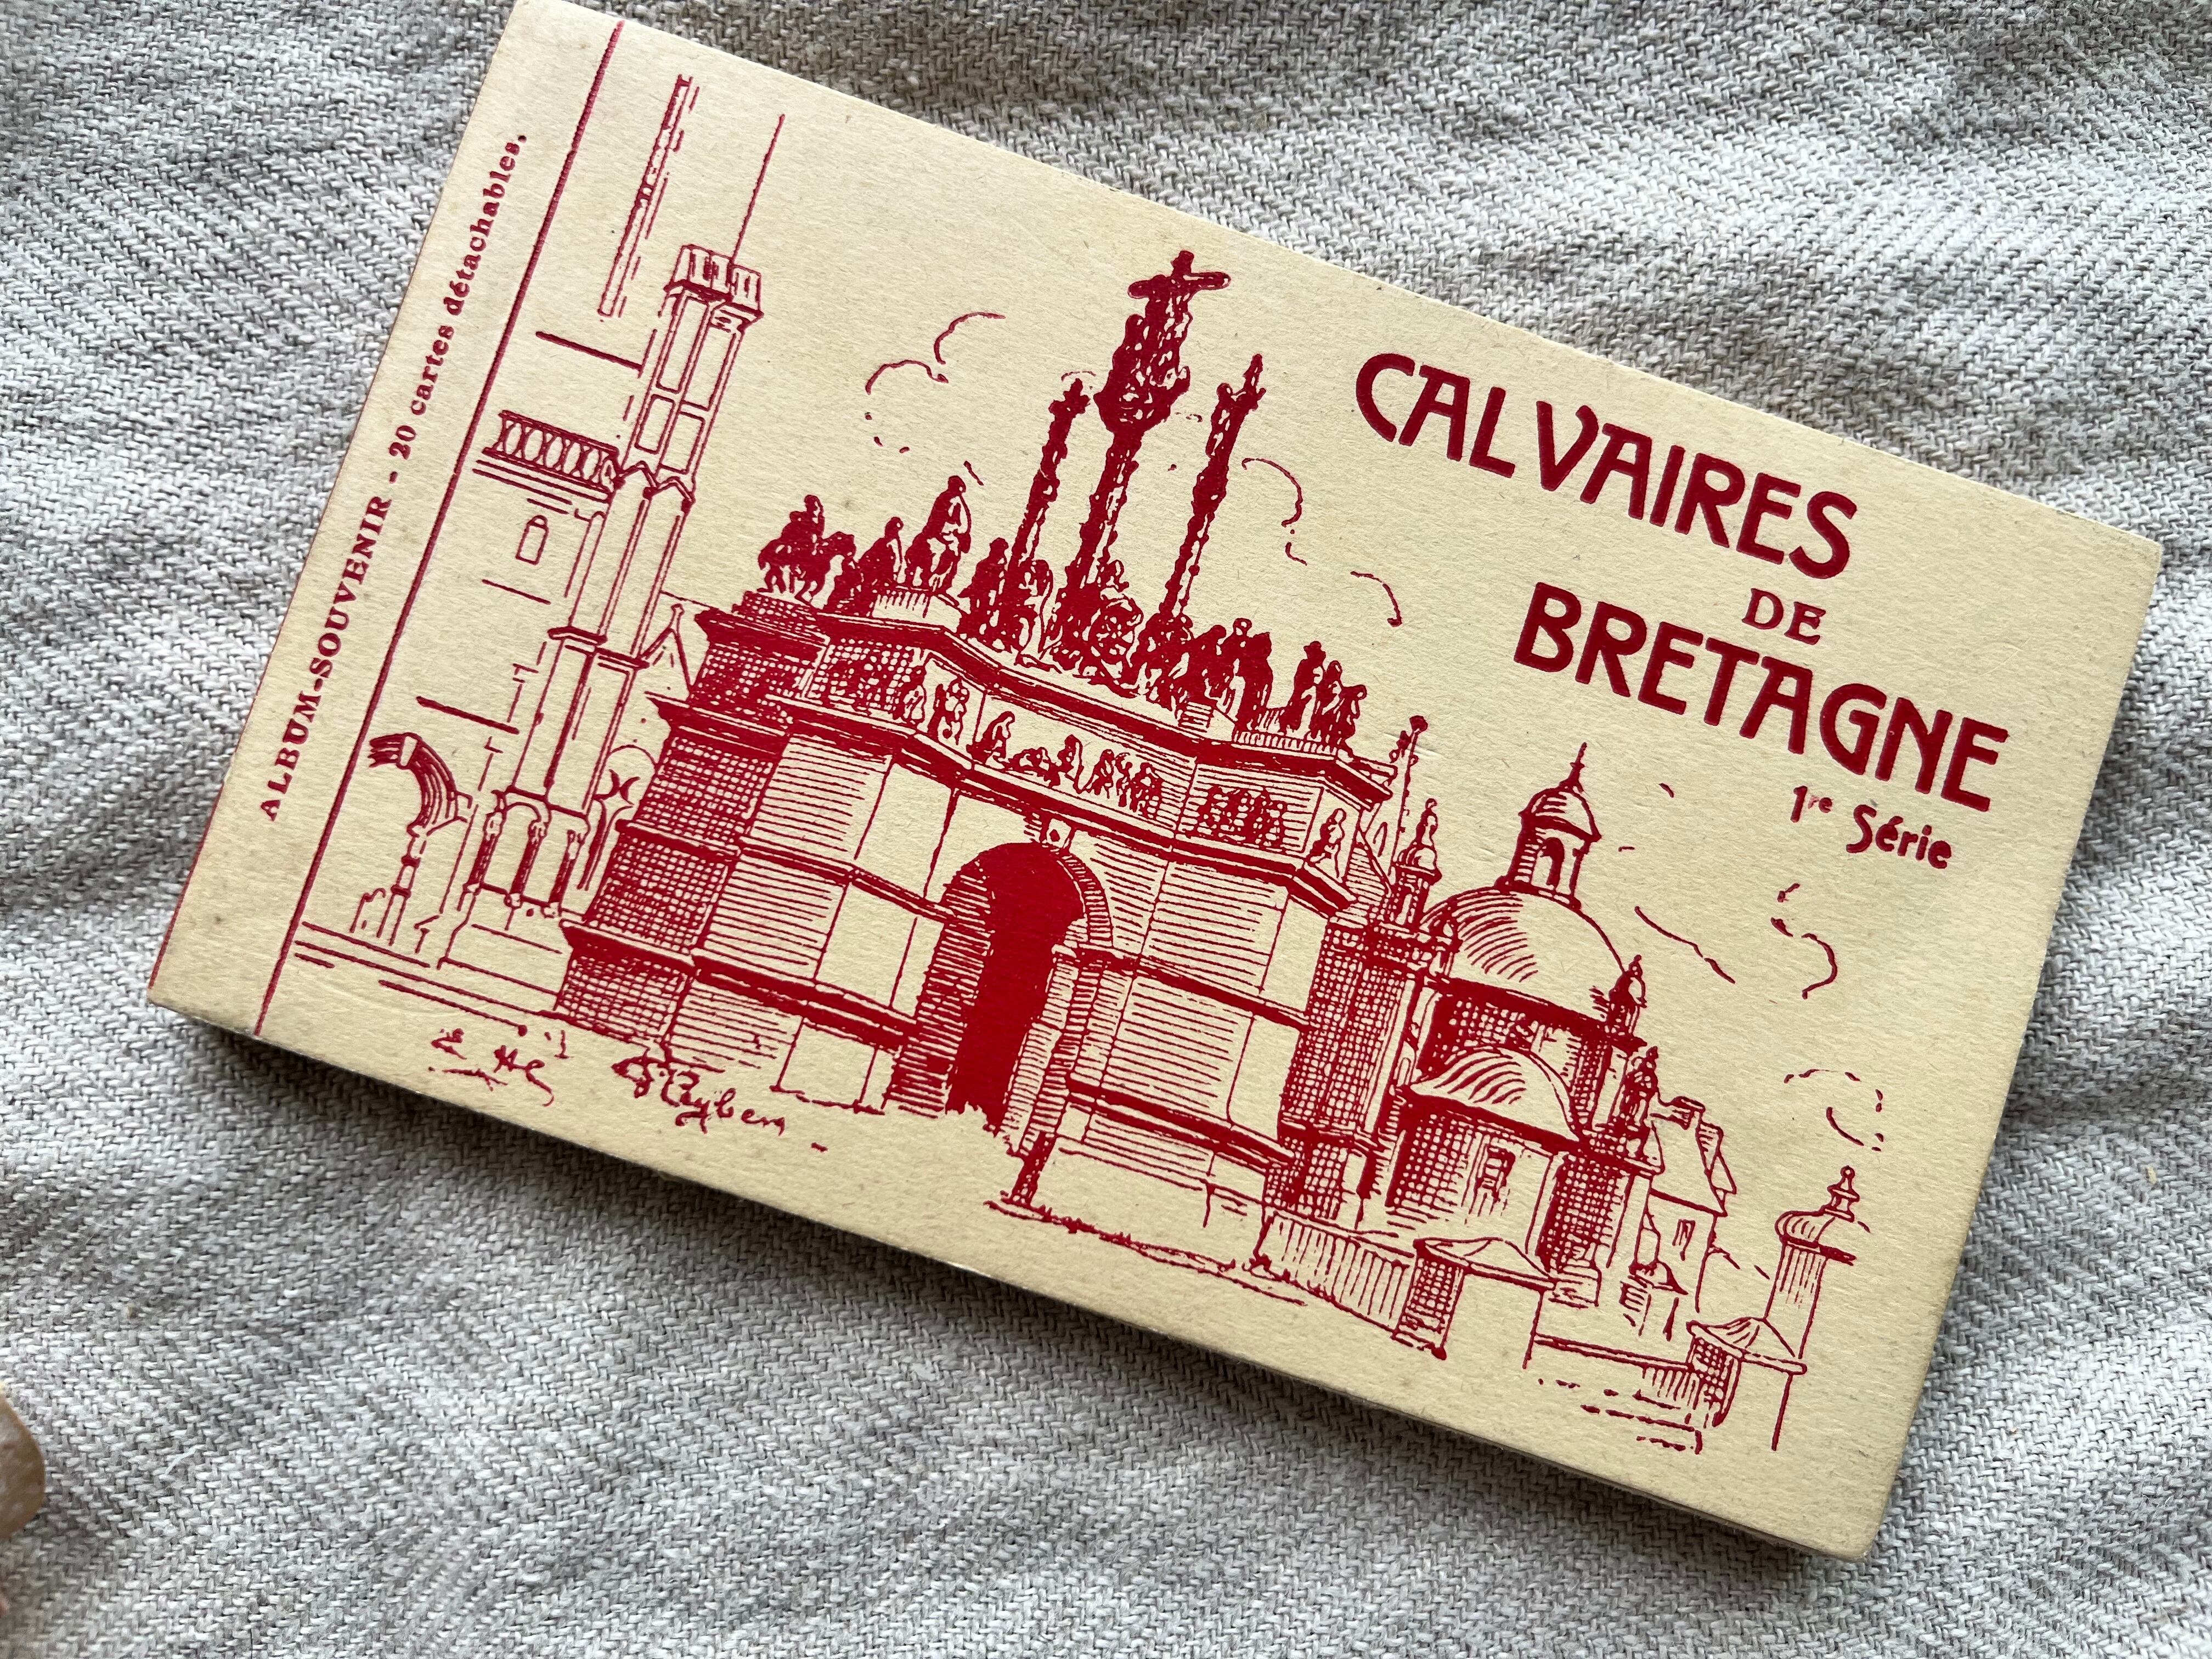 ALBUM-SOUVENIR - 20 cartes détachables.
CALVAIRES
DE
BRETAGNE
1re Série